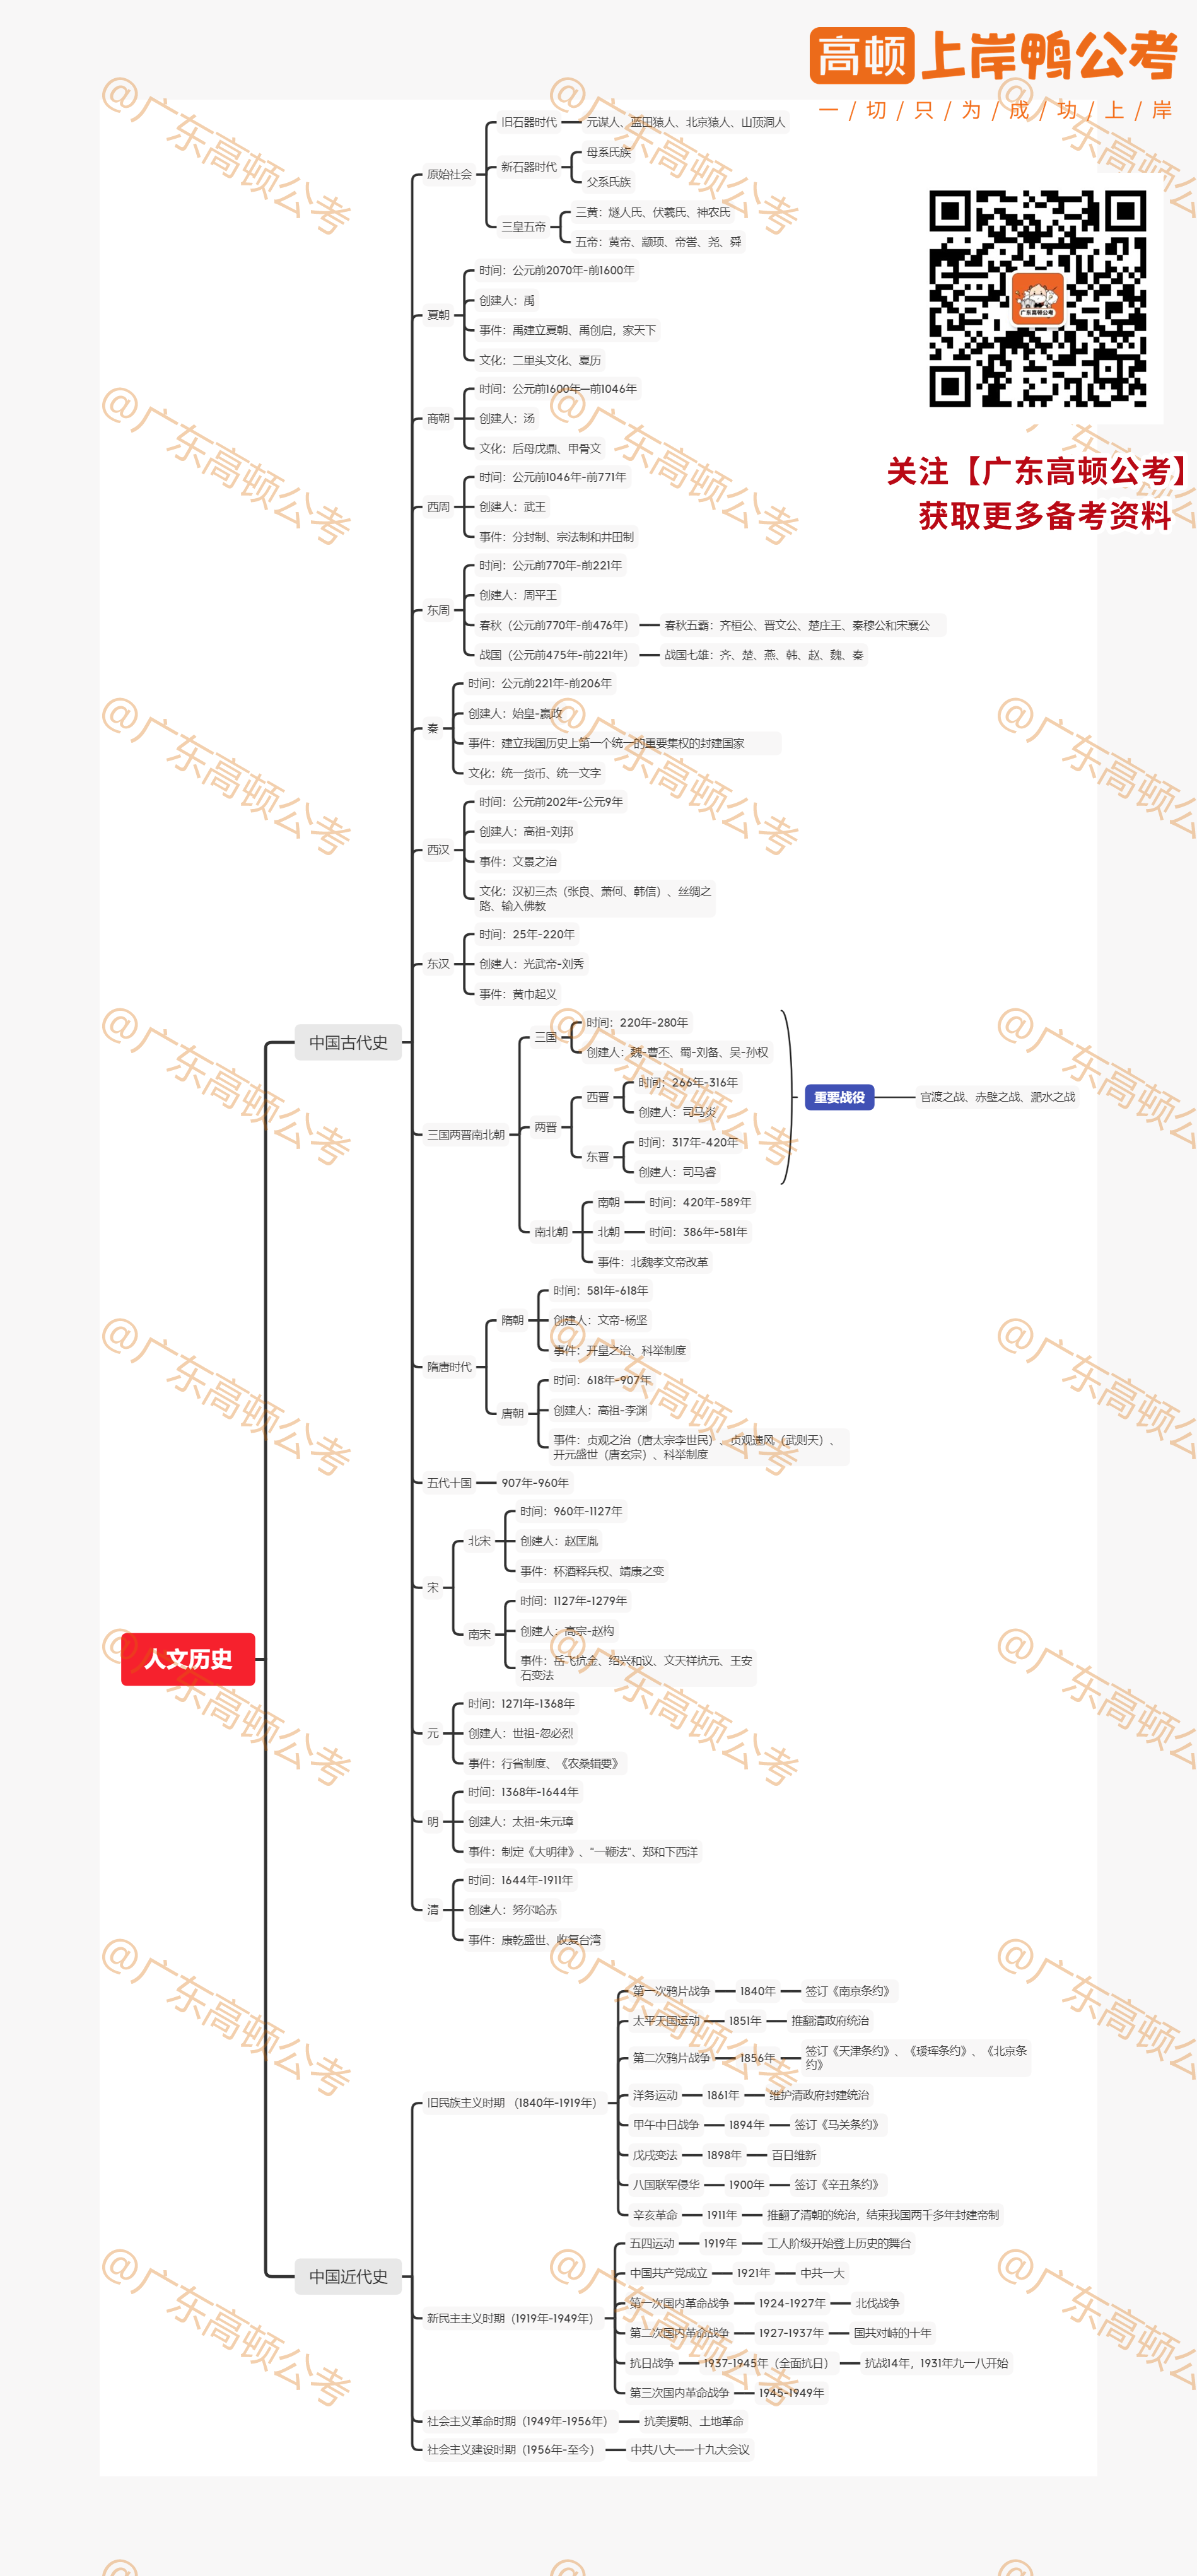 高顿 上岸鸭公考
一/切/只/为/成/功/上/岸
广东高顿公考
关注【广东高顿公考】
获取更多备考资料
人文历史
中国古代史
原始社会
旧石器时代
元谋人、蓝田猿人、北京猿人、山顶洞人
新石器时代
母系氏族
父系氏族
三皇五帝
三黄：燧人氏、伏羲氏、神农氏
五帝：黄帝、颛顼、帝喾、尧、舜
夏朝
时间：公元前2070年-前1600年
创建人：禹
事件：禹建立夏朝、禹创启，家天下
文化：二里头文化、夏历
商朝
时间：公元前1600年—前1046年
创建人：汤
文化：后母戊鼎、甲骨文
西周
时间：公元前1046年-前771年
创建人：武王
事件：分封制、宗法制和井田制
东周
时间：公元前770年-前221年
创建人：周平王
春秋（公元前770年-前476年）
春秋五霸：齐桓公、晋文公、楚庄王、秦穆公和宋襄公
战国（公元前475年-前221年）
战国七雄：齐、楚、燕、韩、赵、魏、秦
秦
时间：公元前221年-前206年
创建人：始皇-嬴政
事件：建立我国历史上第一个统一的重要集权的封建国家
文化：统一货币、统一文字
西汉
时间：公元前202年-公元9年
创建人：高祖-刘邦
事件：文景之治
文化：汉初三杰（张良、萧何、韩信）、丝绸之
路、输入佛教
东汉
时间：25年-220年
创建人：光武帝-刘秀
事件：黄巾起义
三国两晋南北朝
三国
时间：220年-280年
创建人：魏-曹丕、蜀-刘备、吴-孙权
两晋
西晋
时间：266年-316年
创建人：司马炎
东晋
时间：317年-420年
创建人：司马睿
重要战役
官渡之战、赤壁之战、淝水之战
南北朝
南朝
时间：420年-589年
北朝
时间：386年-581年
事件：北魏孝文帝改革
隋唐时代
隋朝
时间：581年-618年
创建人：文帝-杨坚
事件：开皇之治、科举制度
唐朝
时间：618年-907年
创建人：高祖-李渊
事件：贞观之治（唐太宗李世民）、贞观遗风（武则天）、
开元盛世（唐玄宗）、科举制度
五代十国
907年-960年
宋
北宋
时间：960年-1127年
创建人：赵匡胤
事件：杯酒释兵权、靖康之变
南宋
时间：1127年-1279年
创建人：高宗-赵构
事件：岳飞抗金、绍兴和议、文天祥抗元、王安
石变法
元
时间：1271年-1368年
创建人：世祖-忽必烈
事件：行省制度、《农桑辑要》
明
时间：1368年-1644年
创建人：太祖-朱元璋
事件：制定《大明律》、"一鞭法"、郑和下西洋
清
时间：1644年-1911年
创建人：努尔哈赤
事件：康乾盛世、收复台湾
中国近代史
旧民族主义时期 （1840年-1919年）
第一次鸦片战争
1840年
签订《南京条约》
太平天国运动
1851年
推翻清政府统治
第二次鸦片战争
1856年
签订《天津条约》、《瑷珲条约》、《北京条
约》
洋务运动
1861年
维护清政府封建统治
甲午中日战争
1894年
签订《马关条约》
戊戌变法
1898年
百日维新
八国联军侵华
1900年
签订《辛丑条约》
辛亥革命
1911年
推翻了清朝的统治，结束我国两千多年封建帝制
新民主主义时期（1919年-1949年）
五四运动
1919年
工人阶级开始登上历史的舞台
中国共产党成立
1921年
中共一大
第一次国内革命战争
1924-1927年
北伐战争
第二次国内革命战争
1927-1937年
国共对峙的十年
抗日战争
1937-1945年（全面抗日）
抗战14年，1931年九一八开始
第三次国内革命战争
1945-1949年
社会主义革命时期（1949年-1956年）
抗美援朝、土地革命
社会主义建设时期（1956年-至今）
中共八大——十九大会议
@广东高顿公考